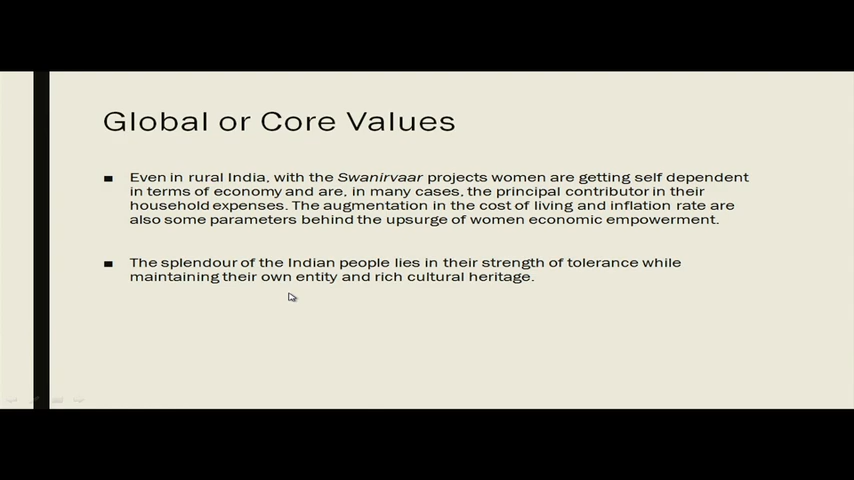 Global or Core Values
Even in rural India, with the Swanirvaar projects women are getting self dependent
in terms of economy and are, in many cases, the principal contributor in their
household expenses. The augmentation in the cost of living and inflation rate are
also some parameters behind the upsurge of women economic empowerment.
The splendour of the Indian people lies in their strength of tolerance while
maintaining their own entity and rich cultural heritage.